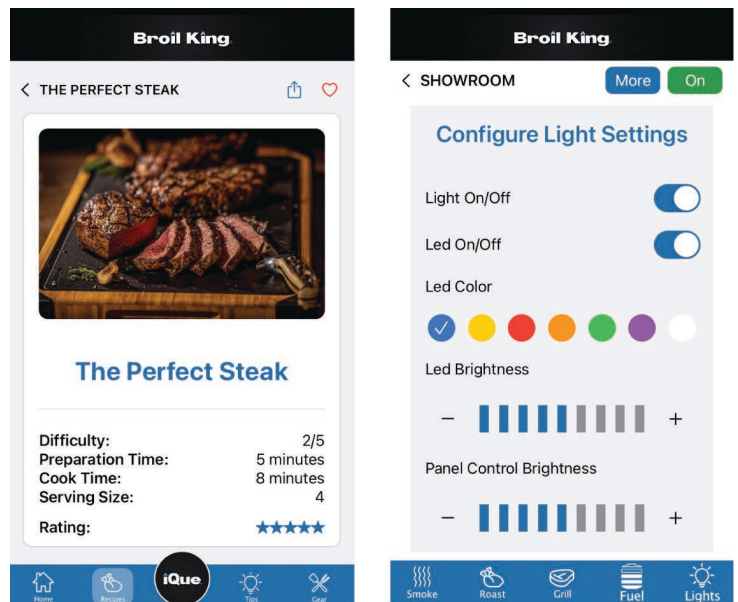 Broil King
THE PERFECT STEAK
The Perfect Steak
Difficulty: 2/5
Preparation Time: 5 minutes
Cook Time: 8 minutes
Serving Size: 4
Rating:
Home
Recipes
iQue
Tips
Gear
Broil King
SHOWROOM
More
On
Configure Light Settings
Light On/Off
Led On/Off
Led Color
Led Brightness
− +
Panel Control Brightness
− +
Smoke
Roast
Grill
Fuel
Lights